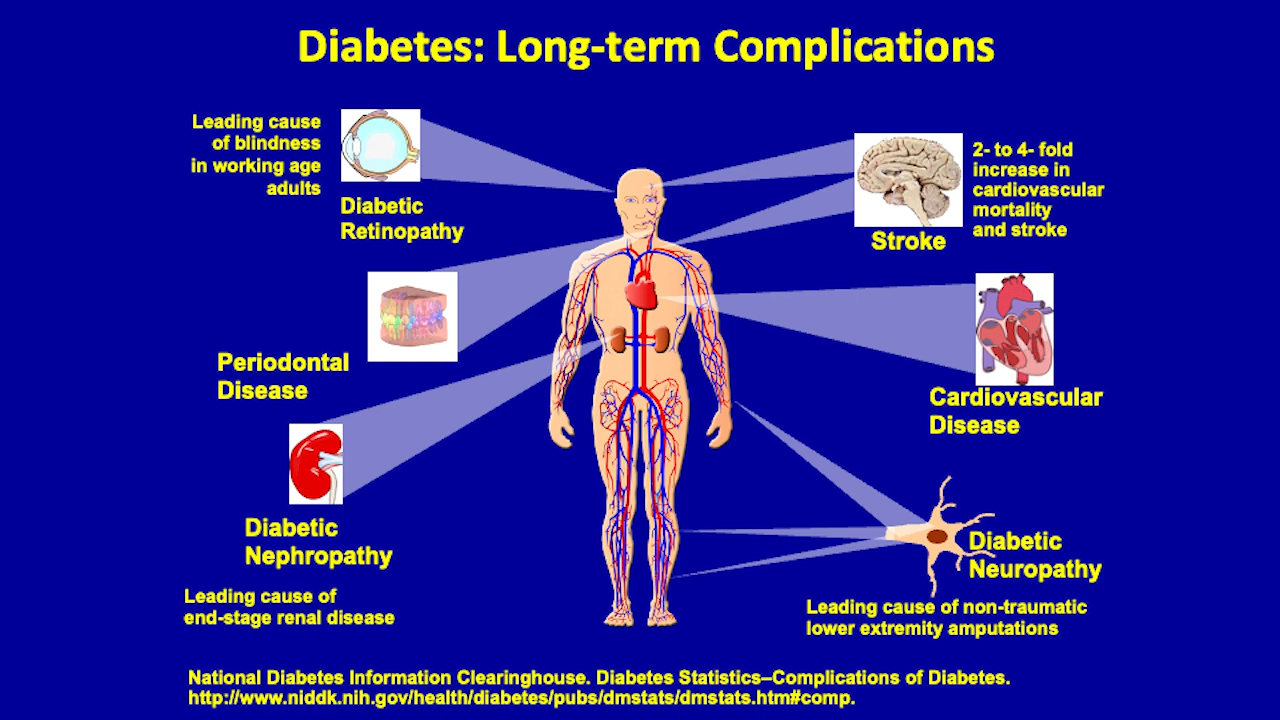 Diabetes: Long-term Complications
Leading cause
of blindness
in working age
adults
Diabetic
Retinopathy
2- to 4- fold
increase in
cardiovascular
mortality
and stroke
Stroke
Periodontal
Disease
Cardiovascular
Disease
Diabetic
Nephropathy
Leading cause of
end-stage renal disease
Diabetic
Neuropathy
Leading cause of non-traumatic
lower extremity amputations
National Diabetes Information Clearinghouse. Diabetes Statistics–Complications of Diabetes.
http://www.niddk.nih.gov/health/diabetes/pubs/dmstats/dmstats.htm#comp.